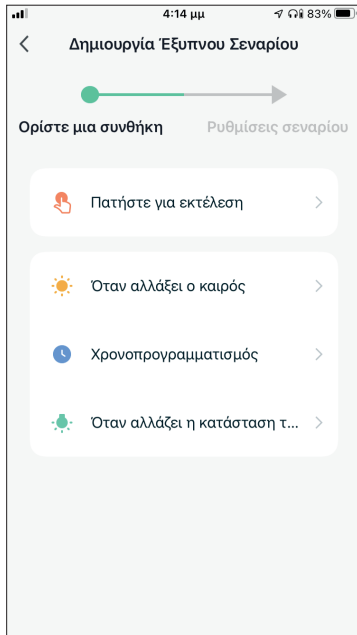 4:14 μμ 83%
Δημιουργία Έξυπνου Σεναρίου
Ορίστε μια συνθήκη Ρυθμίσεις σεναρίου
Πατήστε για εκτέλεση
Όταν αλλάξει ο καιρός
Χρονοπρογραμματισμός
Όταν αλλάζει η κατάσταση τ...